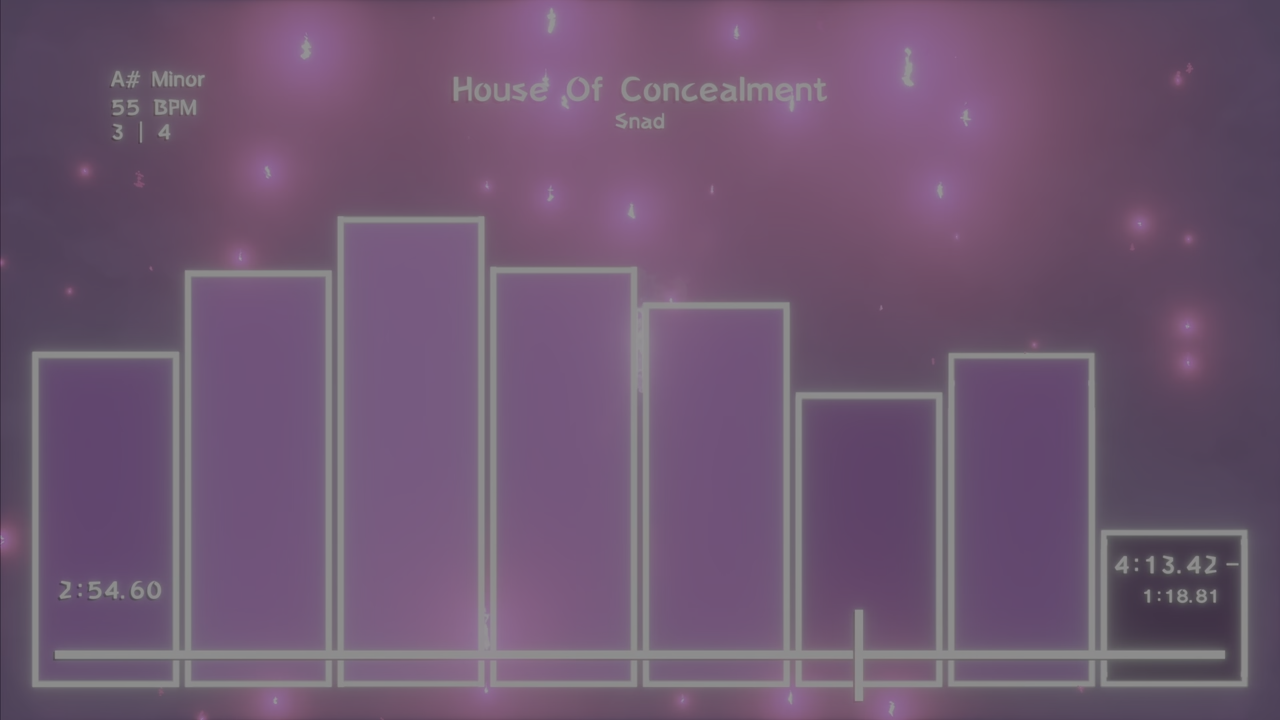 A# Minor
55 BPM
3 | 4
House Of Concealment
Snad
2:54.60
4:13.42 -
1:18.81